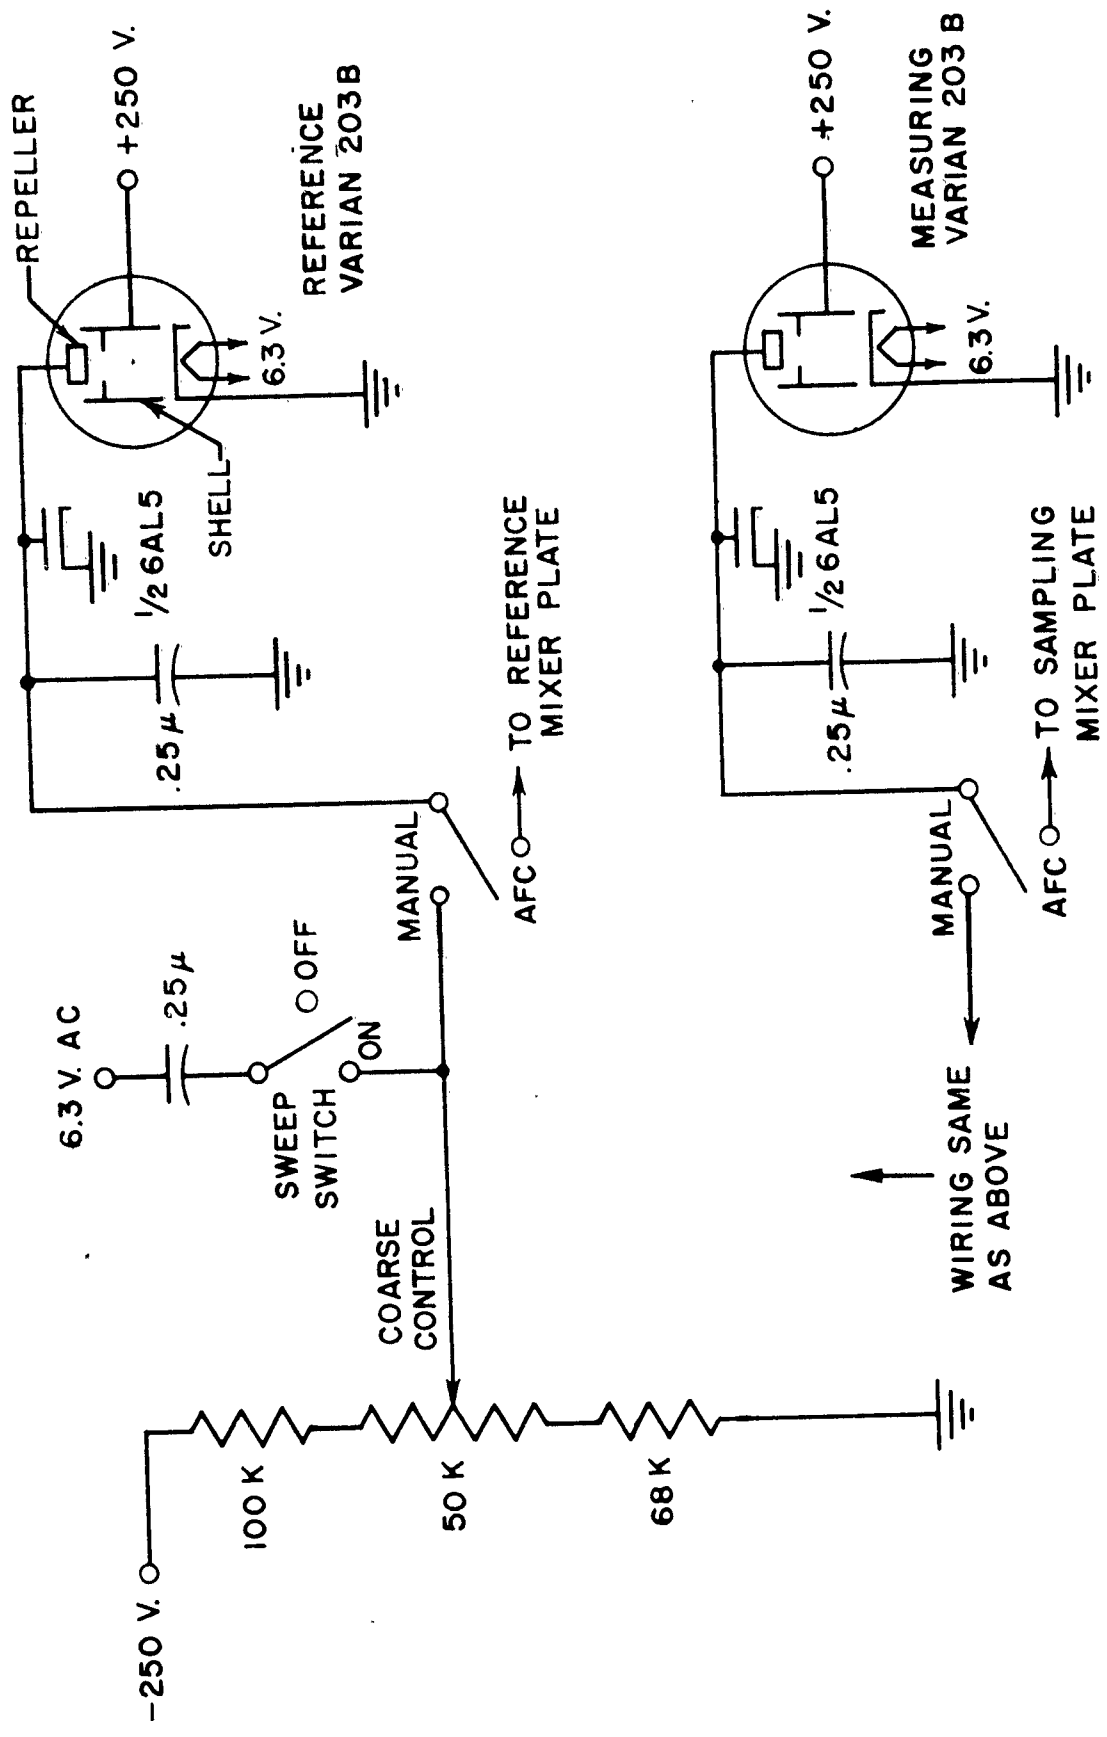 REPELLER
+250 V.
REFERENCE
VARIAN 203B
6.3 V.
SHELL
1/2 6AL5
.25μ
TO REFERENCE
MIXER PLATE
MANUAL
AFC
6.3 V. AC
.25μ
OFF
ON
SWEEP
SWITCH
COARSE
CONTROL
-250 V.
100 K
50 K
68 K
+250 V.
MEASURING
VARIAN 203 B
6.3 V.
1/2 6AL5
.25μ
TO SAMPLING
MIXER PLATE
MANUAL
AFC
WIRING SAME
AS ABOVE